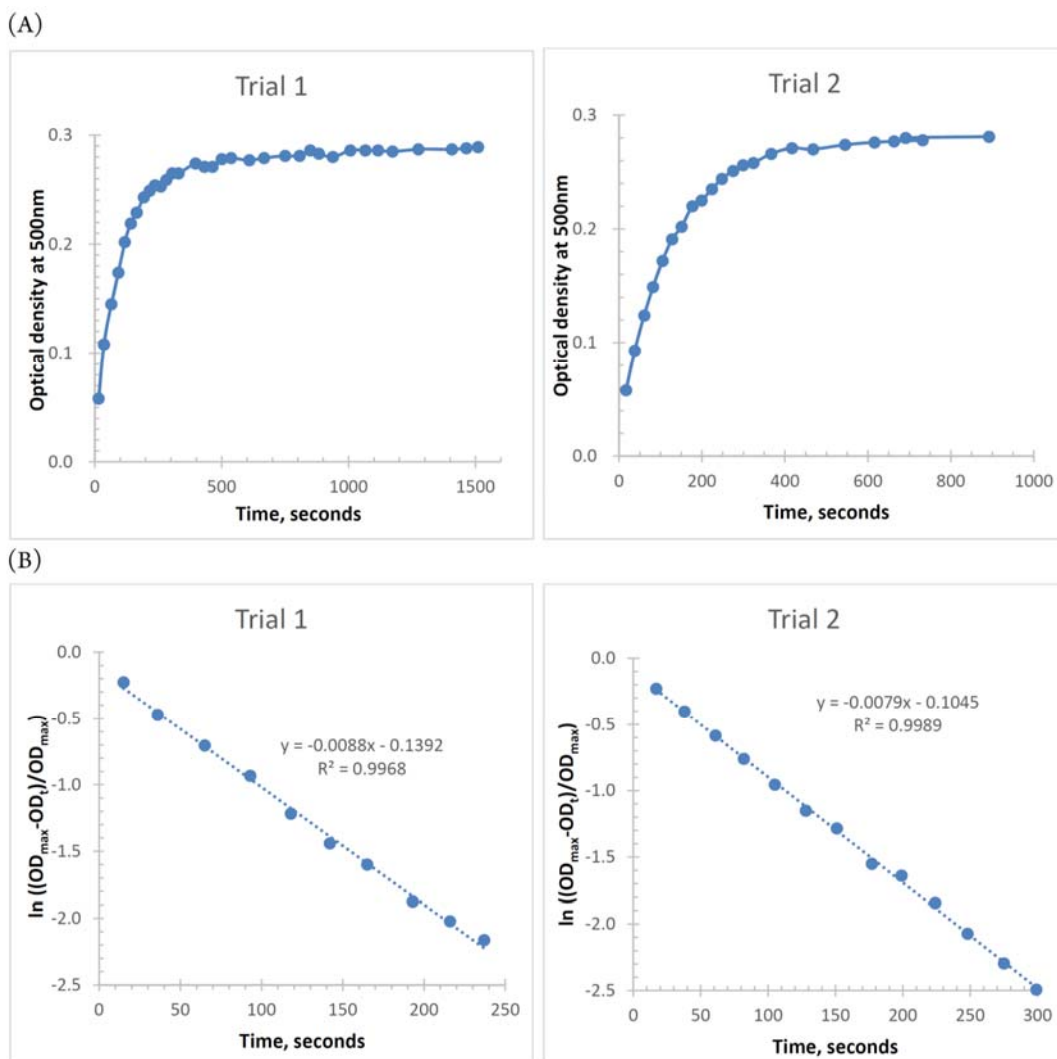 (A)
Trial 1
Optical density at 500nm
0.3
0.2
0.1
0.0
0 500 1000 1500
Time, seconds
Trial 2
Optical density at 500nm
0.3
0.2
0.1
0.0
0 200 400 600 800 1000
Time, seconds
(B)
Trial 1
ln ((ODmax-ODt)/ODmax)
0.0
-0.5
-1.0
-1.5
-2.0
-2.5
y = -0.0088x - 0.1392
R² = 0.9968
0 50 100 150 200 250
Time, seconds
Trial 2
ln ((ODmax-ODt)/ODmax)
0.0
-0.5
-1.0
-1.5
-2.0
-2.5
y = -0.0079x - 0.1045
R² = 0.9989
0 50 100 150 200 250 300
Time, seconds